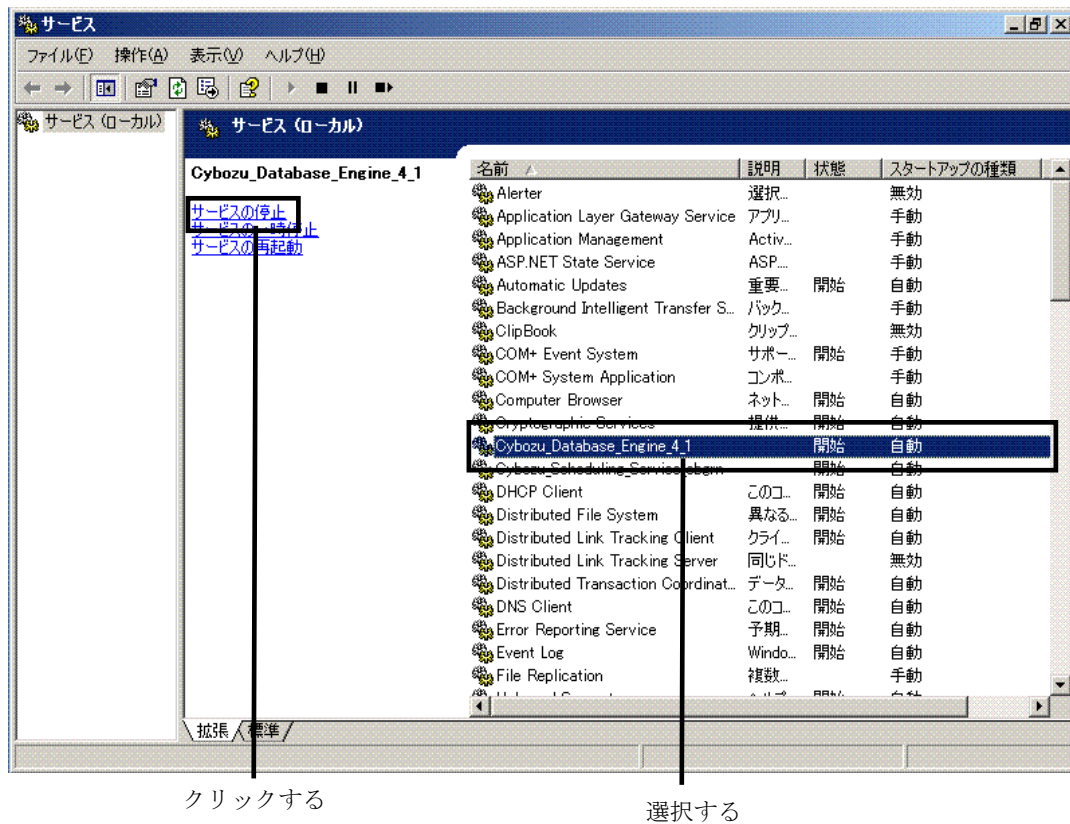 サービス
ファイル(F) 操作(A) 表示(V) ヘルプ(H)
サービス (ローカル)
サービス (ローカル)
Cybozu_Database_Engine_4_1
サービスの停止
サービスの一時停止
サービスの再起動
名前 説明 状態 スタートアップの種類
Alerter 選択... 無効
Application Layer Gateway Service アプリ... 手動
Application Management Activ... 手動
ASP.NET State Service ASP.... 手動
Automatic Updates 重要... 開始 自動
Background Intelligent Transfer S... バック... 手動
ClipBook クリップ... 無効
COM+ Event System サポー... 開始 手動
COM+ System Application コンポ... 手動
Computer Browser ネット... 開始 自動
Cryptographic Services 提供... 開始 自動
Cybozu_Database_Engine_4_1 開始 自動
Cybozu_Scheduling_Service_cbgrn 開始 自動
DHCP Client このコ... 開始 自動
Distributed File System 異なる... 開始 自動
Distributed Link Tracking Client クライ... 開始 自動
Distributed Link Tracking Server 同じド... 無効
Distributed Transaction Coordinat... データ... 開始 自動
DNS Client このコ... 開始 自動
Error Reporting Service 予期... 開始 自動
Event Log Windo... 開始 自動
File Replication 複数... 手動
拡張 標準
クリックする
選択する